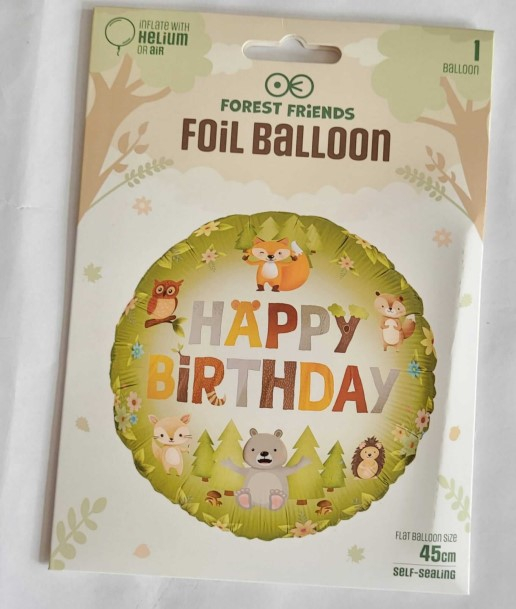 INFLATE WITH
HELIUM
OR AIR
1
BALLOON
FOREST FRIENDS
FOIL BALLOON
HAPPY
BIRTHDAY
FLAT BALLOON SIZE
45cm
SELF-SEALING